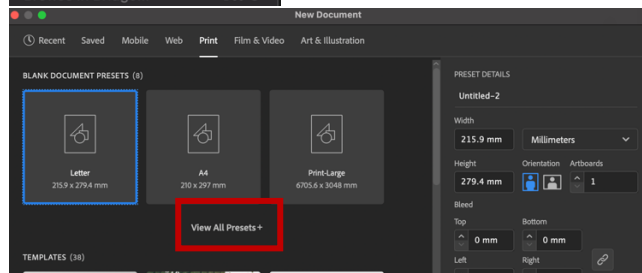 New Document
Recent Saved Mobile Web Print Film & Video Art & Illustration
BLANK DOCUMENT PRESETS (8)
Letter
215.9 x 279.4 mm
A4
210 x 297 mm
Print-Large
6705.6 x 3048 mm
View All Presets +
TEMPLATES (38)
PRESET DETAILS
Untitled-2
Width
215.9 mm Millimeters
Height Orientation Artboards
279.4 mm 1
Bleed
Top Bottom
0 mm 0 mm
Left Right